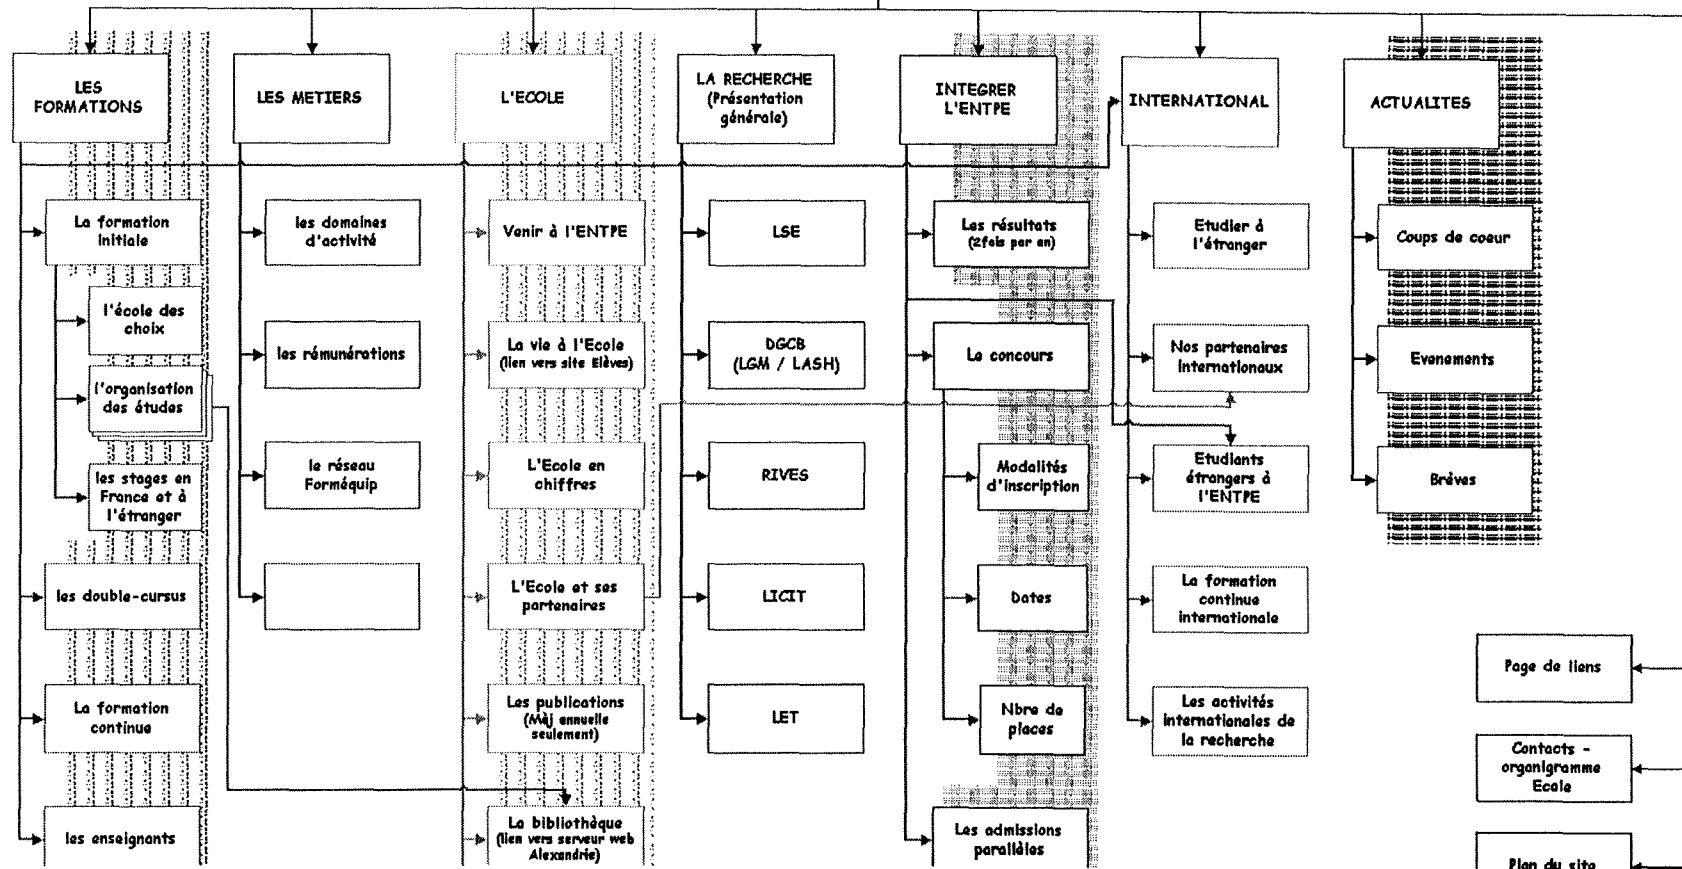 LES
FORMATIONS
La formation
initiale
l'école des
choix
l'organisation
des études
les stages en
France et à
l'étranger
les double-cursus
La formation
continue
les enseignants
LES METIERS
les domaines
d'activité
les rémunérations
le réseau
Forméquip
L'ECOLE
Venir à l'ENTPE
La vie à l'Ecole
(lien vers site Elèves)
L'Ecole en
chiffres
L'Ecole et ses
partenaires
Les publications
(Màj annuelle
seulement)
La bibliothèque
(lien vers serveur web
Alexandrie)
LA RECHERCHE
(Présentation
générale)
LSE
DGCB
(LGM / LASH)
RIVES
LICIT
LET
INTEGRER
L'ENTPE
Les résultats
(2fois par an)
Le concours
Modalités
d'inscription
Dates
Nbre de
places
Les admissions
parallèles
INTERNATIONAL
Etudier à
l'étranger
Nos partenaires
internationaux
Etudiants
étrangers à
l'ENTPE
La formation
continue
internationale
Les activités
internationales de
la recherche
ACTUALITES
Coups de coeur
Evenements
Brèves
Page de liens
Contacts -
organigramme
Ecole
Plan du site